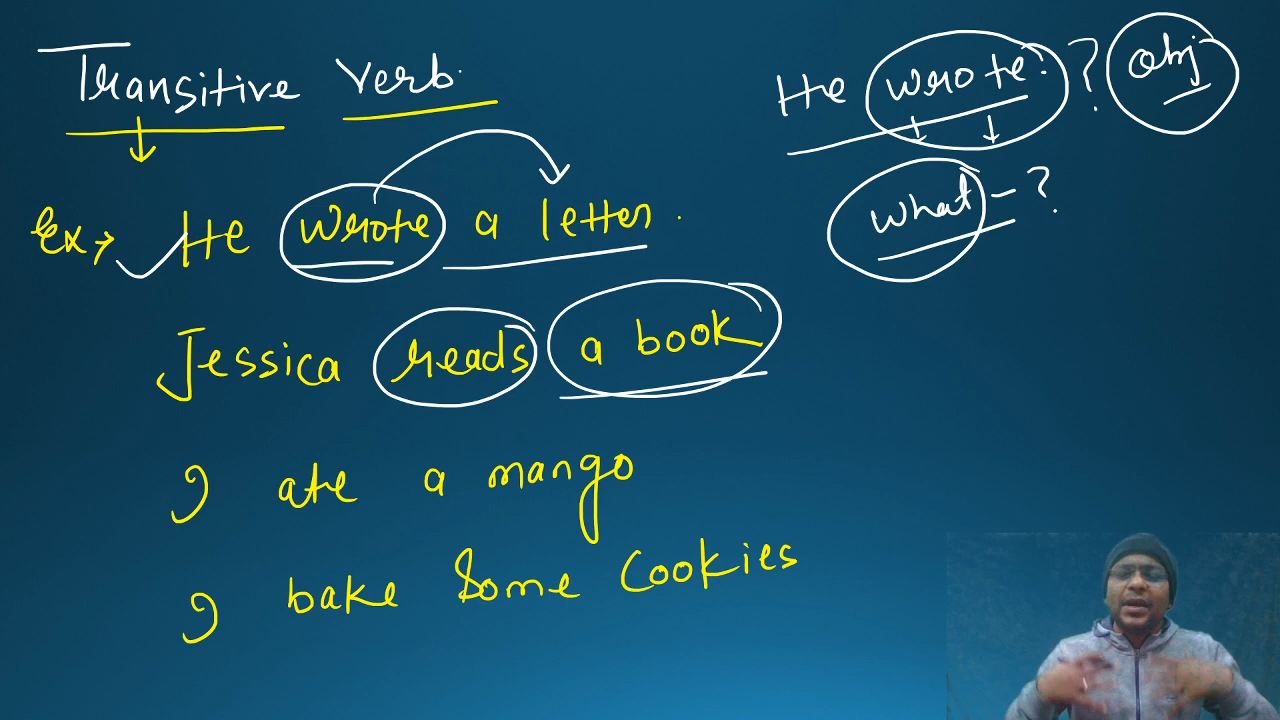 Transitive Verb.
Ex→ He wrote a letter.
Jessica reads a book
I ate a mango
I bake Some Cookies
He wrote? ? obj
what - ?